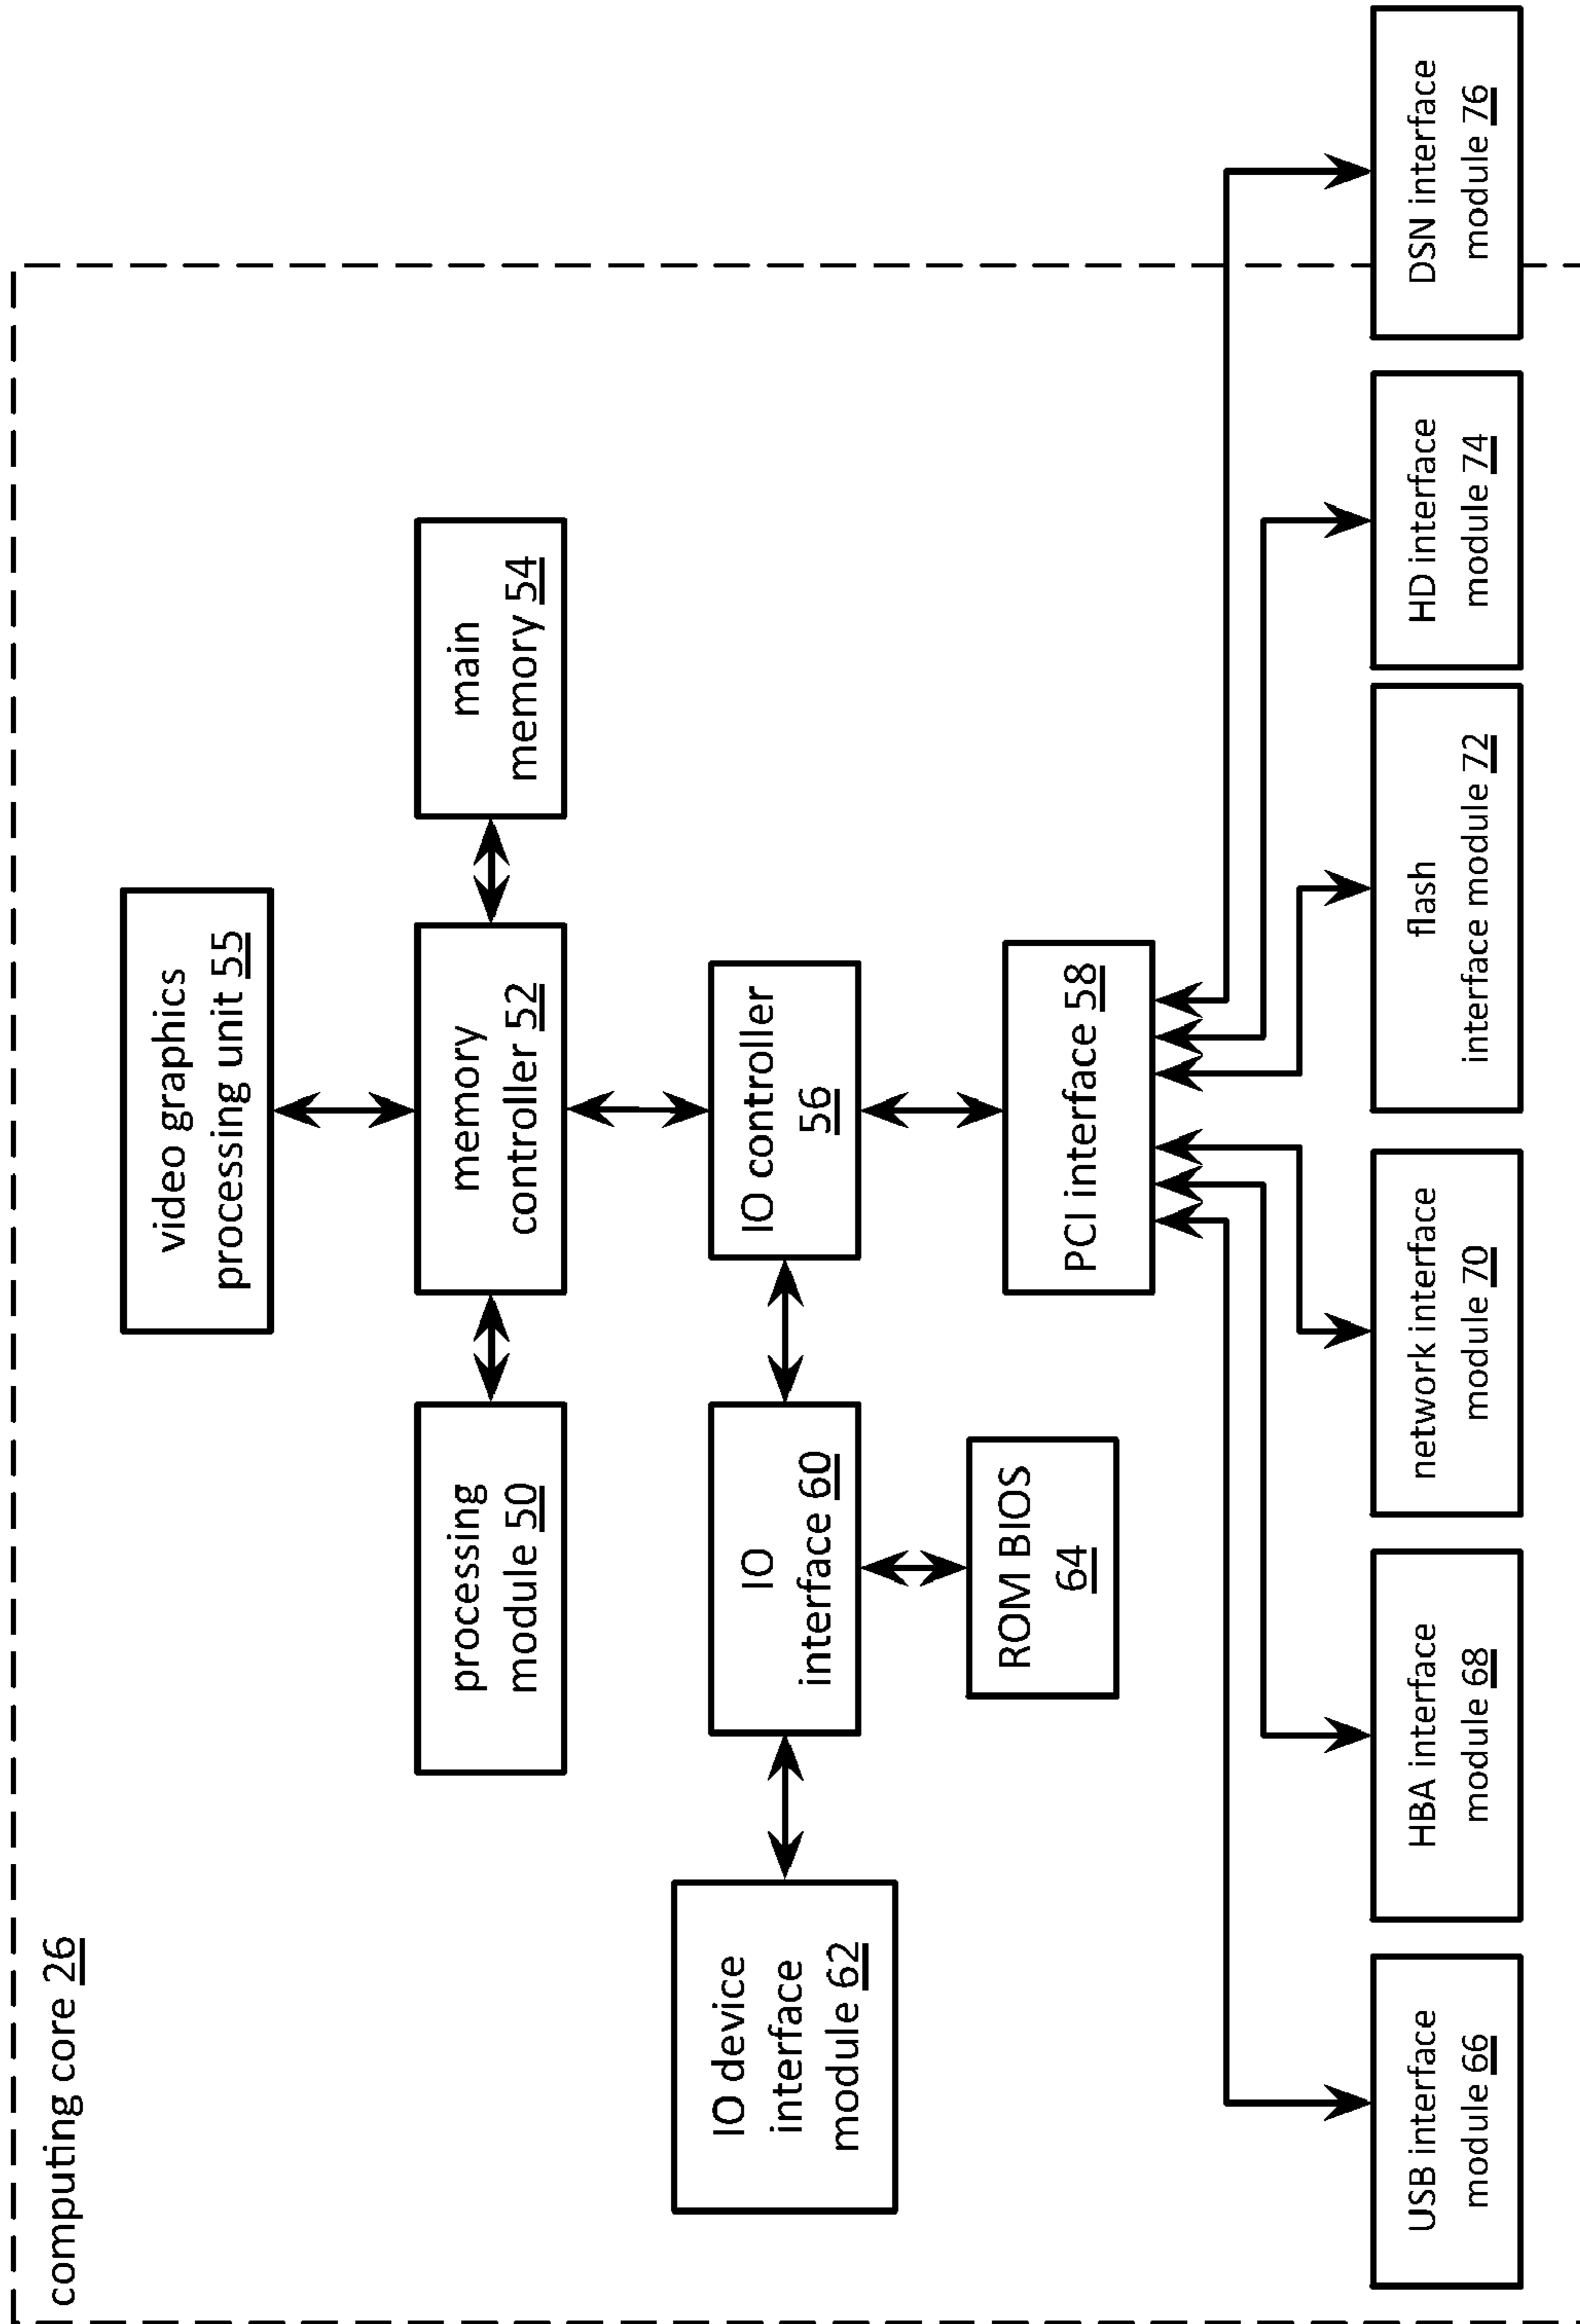 computing core 26
video graphics
processing unit 55
processing
module 50
memory
controller 52
main
memory 54
IO device
interface
module 62
IO
interface 60
IO controller
56
ROM BIOS
64
PCI interface 58
USB interface
module 66
HBA interface
module 68
network interface
module 70
flash
interface module 72
HD interface
module 74
DSN interface
module 76